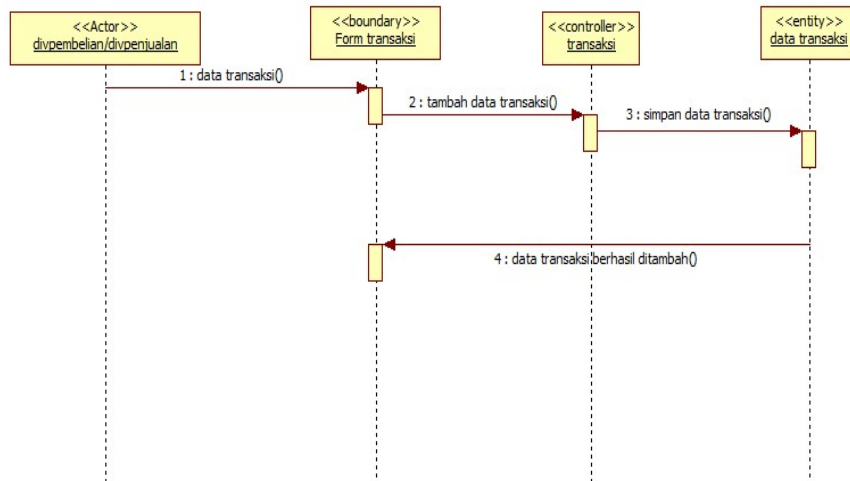 <<Actor>>
divpembelian/divpenjualan
<<boundary>>
Form transaksi
<<controller>>
transaksi
<<entity>>
data transaksi
1 : data transaksi()
2 : tambah data transaksi()
3 : simpan data transaksi()
4 : data transaksi berhasil ditambah()